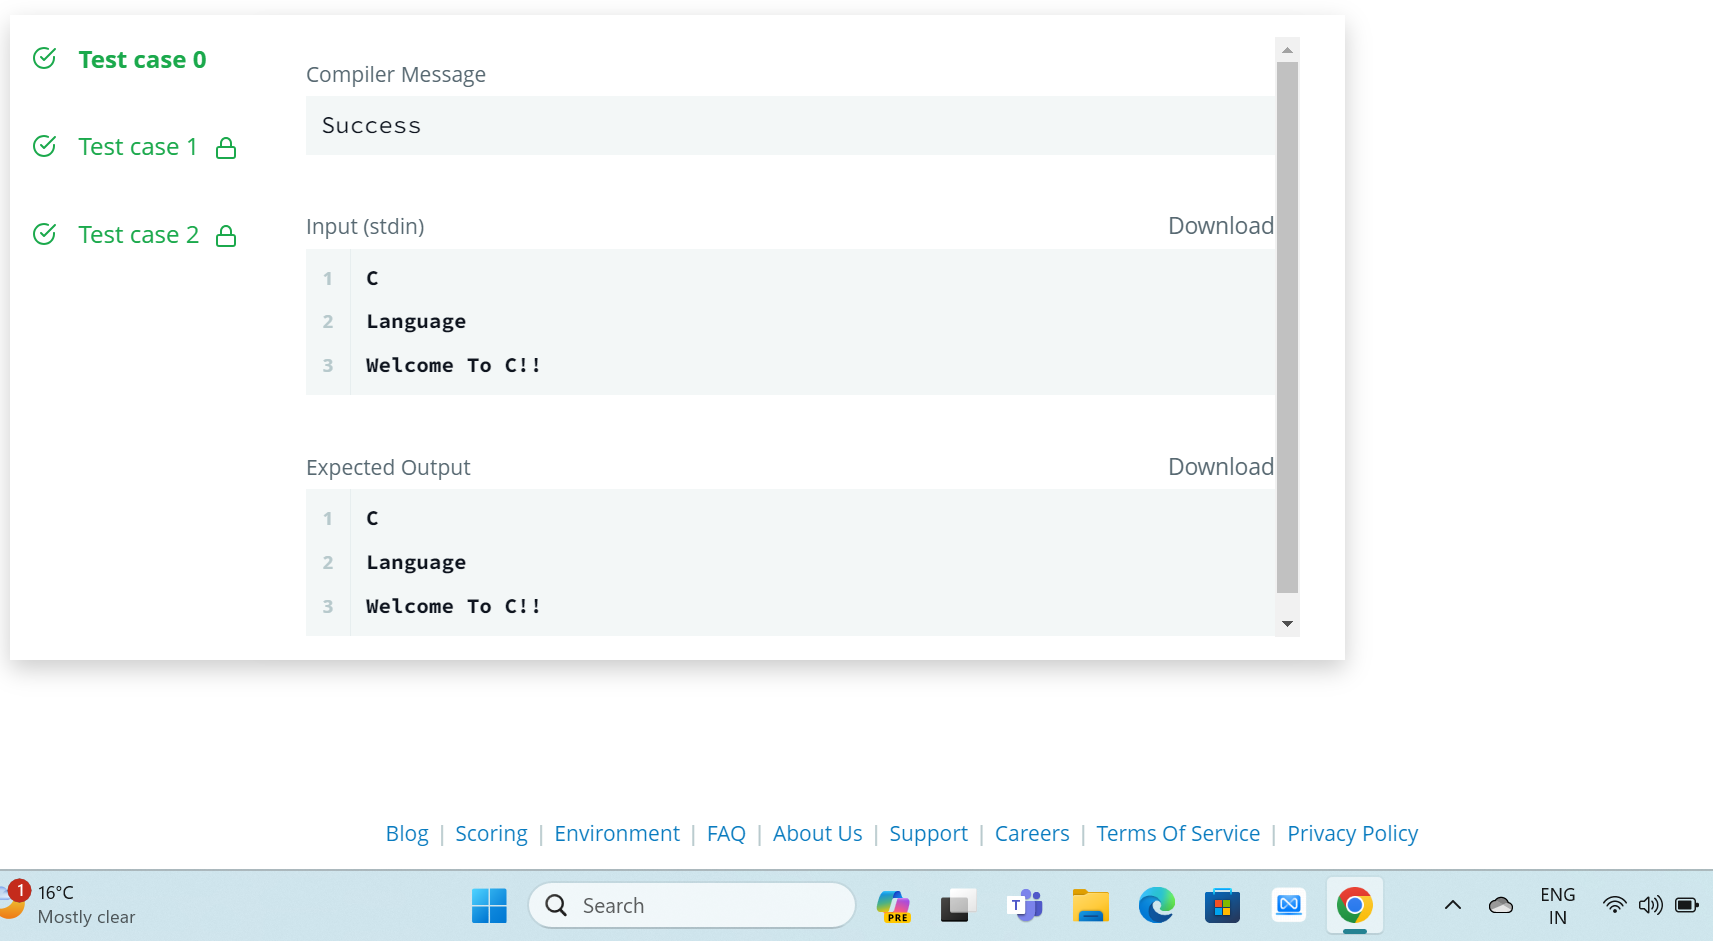 Test case 0
Test case 1
Test case 2
Compiler Message
Success
Input (stdin)
Download
1 C
2 Language
3 Welcome To C!!
Expected Output
Download
1 C
2 Language
3 Welcome To C!!
Blog | Scoring | Environment | FAQ | About Us | Support | Careers | Terms Of Service | Privacy Policy
1
16°C
Mostly clear
Search
PRE
T
ENG
IN